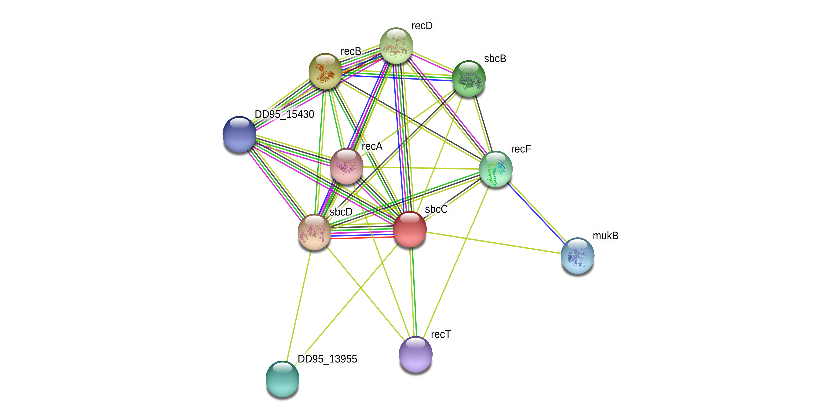 recD
recB
sbcB
DD95_15430
recA
recF
sbcD
sbcC
mukB
recT
DD95_13955